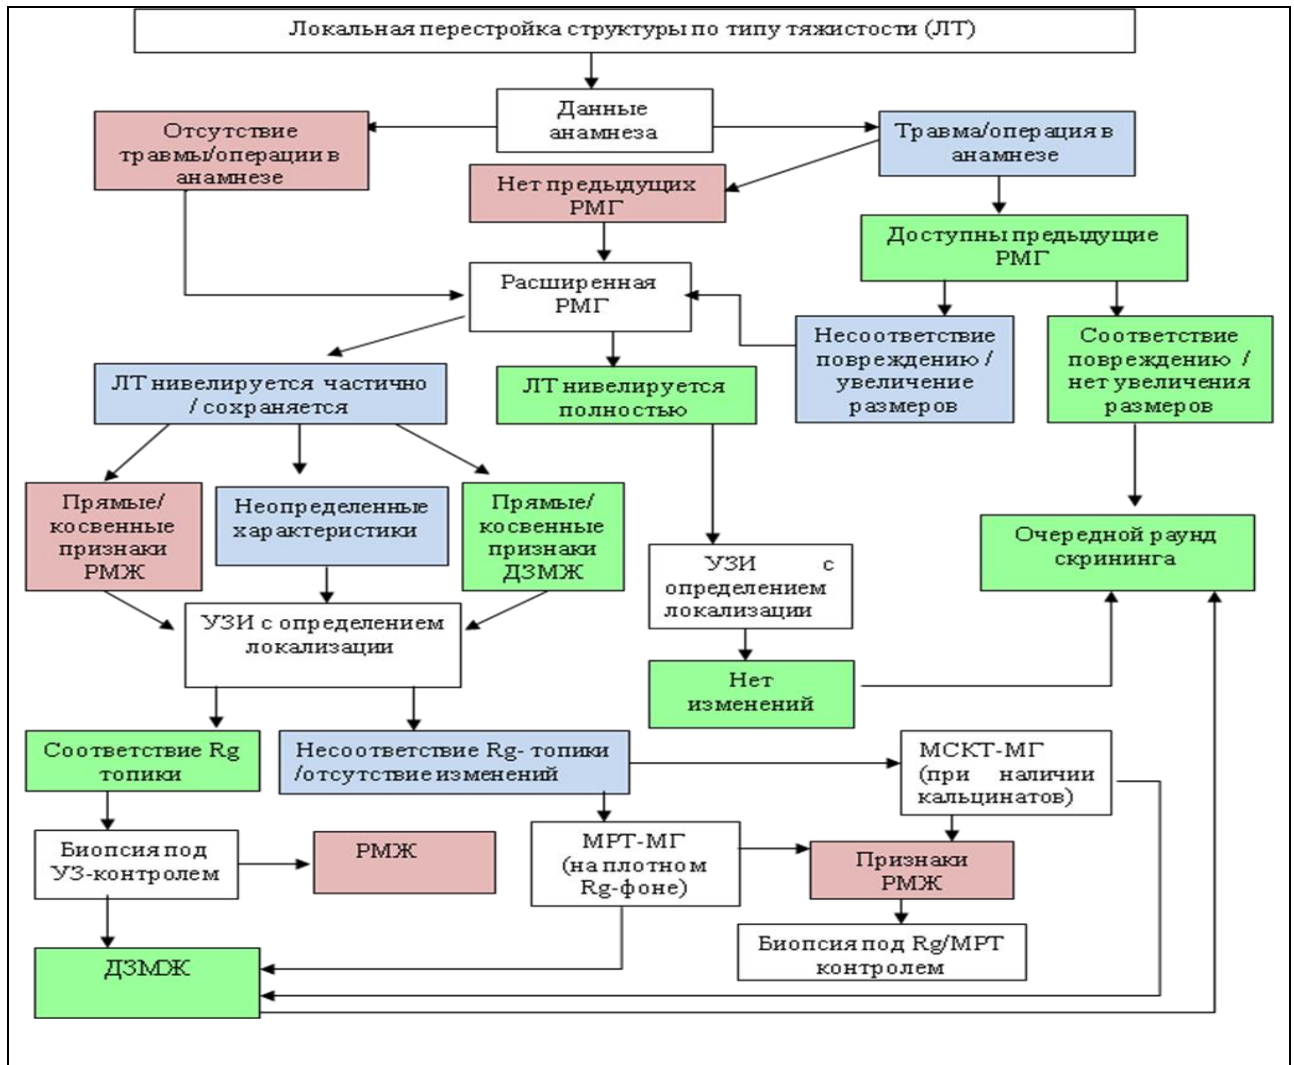 Локальная перестройка структуры по типу тяжистости (ЛТ)
Данные
анамнеза
Отсутствие
травмы/операции в
анамнезе
Травма/операция в
анамнезе
Нет предыдущих
РМГ
Доступны предыдущие
РМГ
Расширенная
РМГ
Несоответствие
повреждению /
увеличение
размеров
Соответствие
повреждению /
нет увеличения
размеров
ЛТ нивелируется частично
/ сохраняется
ЛТ нивелируется
полностью
Прямые/
косвенные
признаки
РМЖ
Неопределенные
характеристики
Прямые/
косвенные
признаки
ДЗМЖ
УЗИ с
определением
локализации
Очередной раунд
скрининга
УЗИ с определением
локализации
Нет
изменений
Соответствие Rg
топики
Несоответствие Rg- топики
/отсутствие изменений
МСКТ-МГ
(при наличии
кальцинатов)
Биопсия под
УЗ-контролем
РМЖ
МРТ-МГ
(на плотном
Rg-фоне)
Признаки
РМЖ
Биопсия под Rg/МРТ
контролем
ДЗМЖ